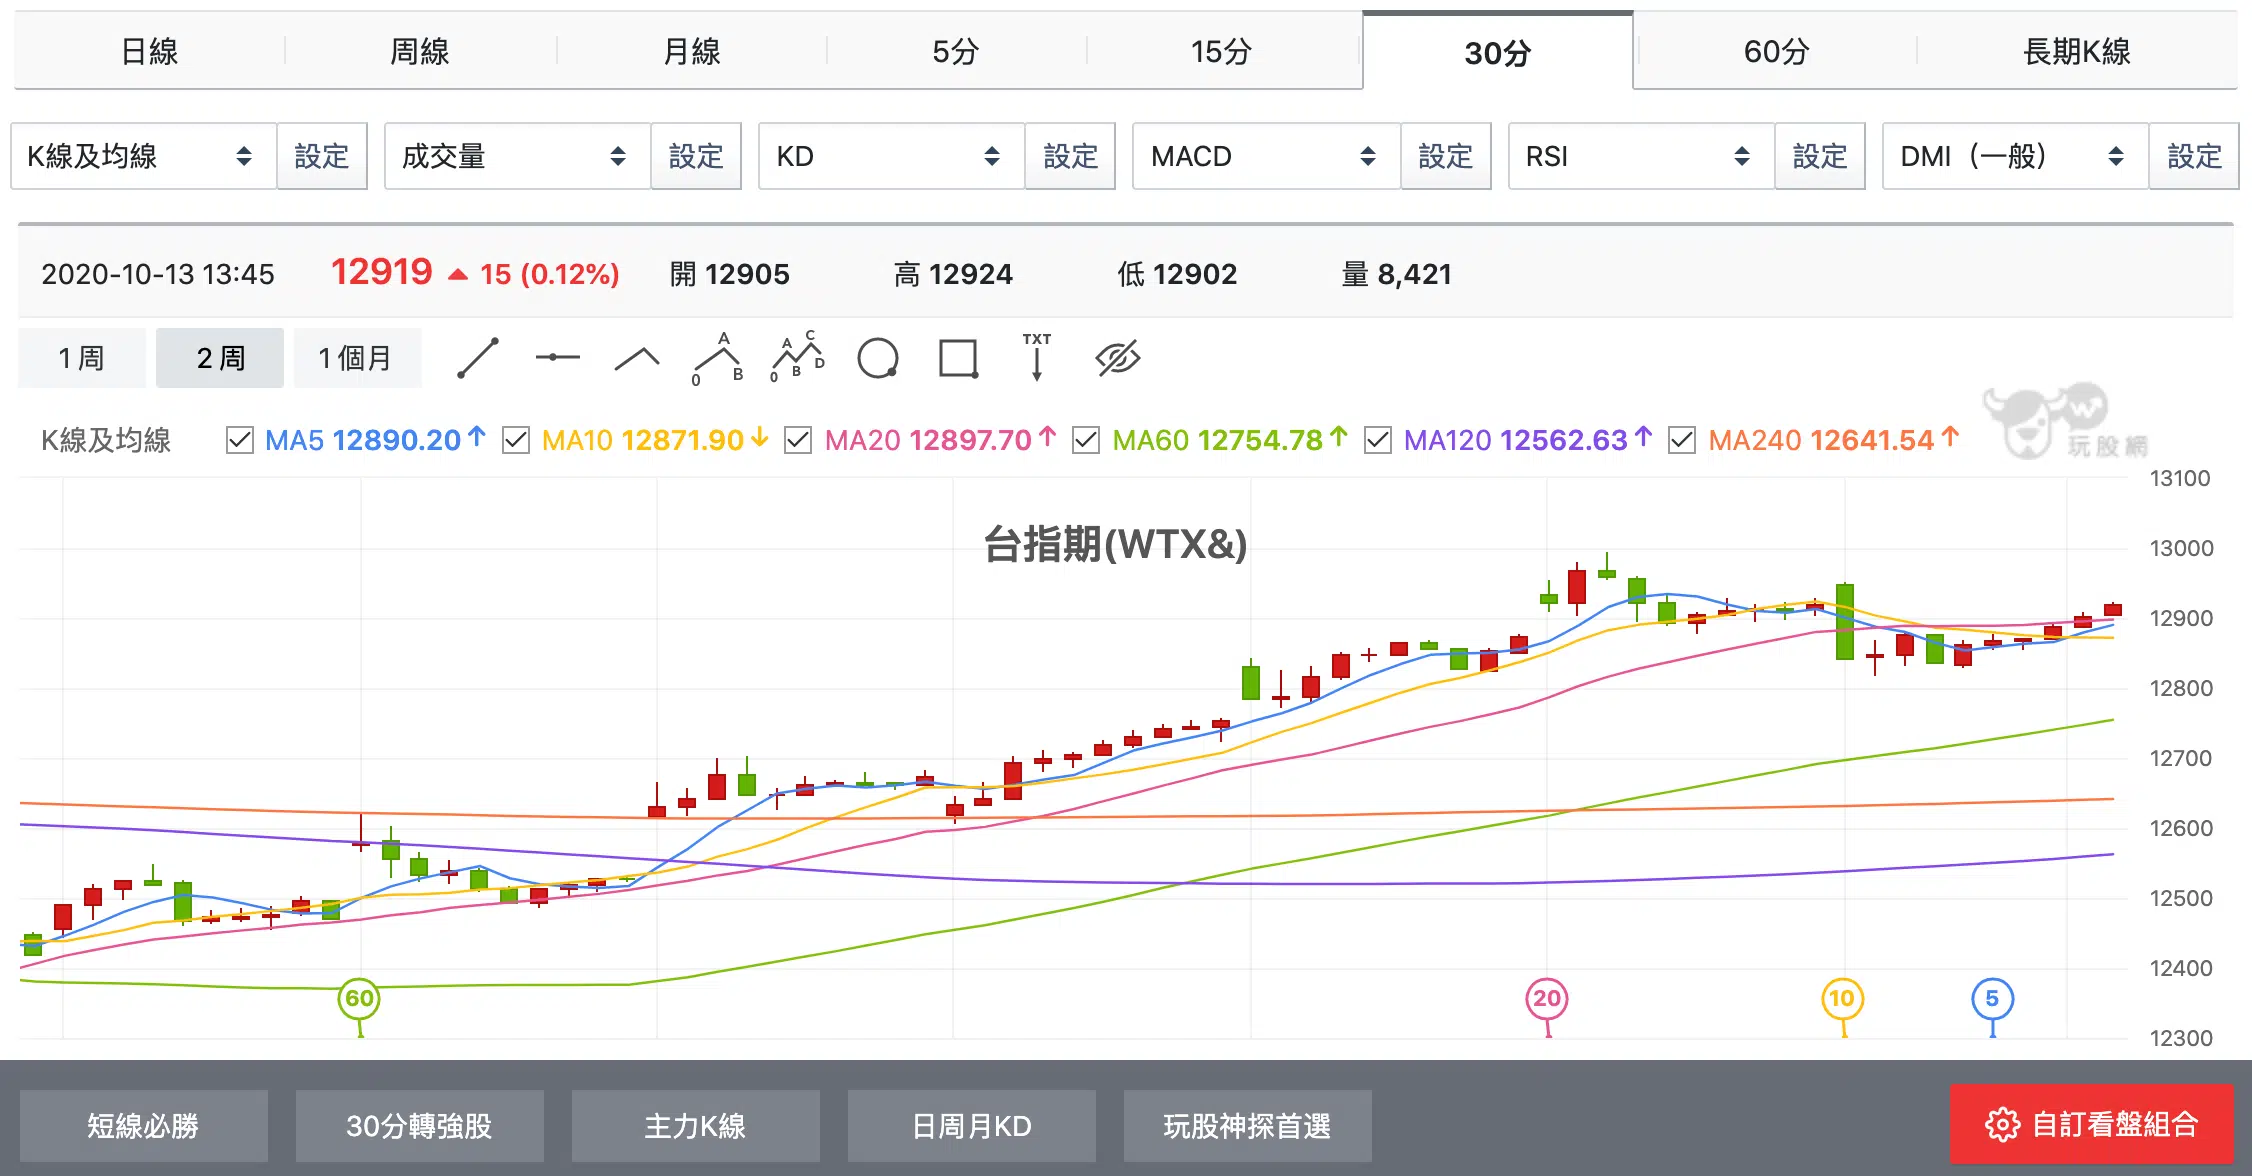 日線 周線 月線 5分 15分 30分 60分 長期K線
K線及均線 設定 成交量 設定 KD 設定 MACD 設定 RSI 設定 DMI（一般） 設定
2020-10-13 13:45 12919 ▲ 15 (0.12%) 開 12905 高 12924 低 12902 量 8,421
1周 2周 1個月 0 A B 0 A B C D TXT
K線及均線 MA5 12890.20↑ MA10 12871.90↓ MA20 12897.70↑ MA60 12754.78↑ MA120 12562.63↑ MA240 12641.54↑
玩股網
台指期(WTX&)
13100
13000
12900
12800
12700
12600
12500
12400
12300
60 20 10 5
短線必勝 30分轉強股 主力K線 日周月KD 玩股神探首選 自訂看盤組合